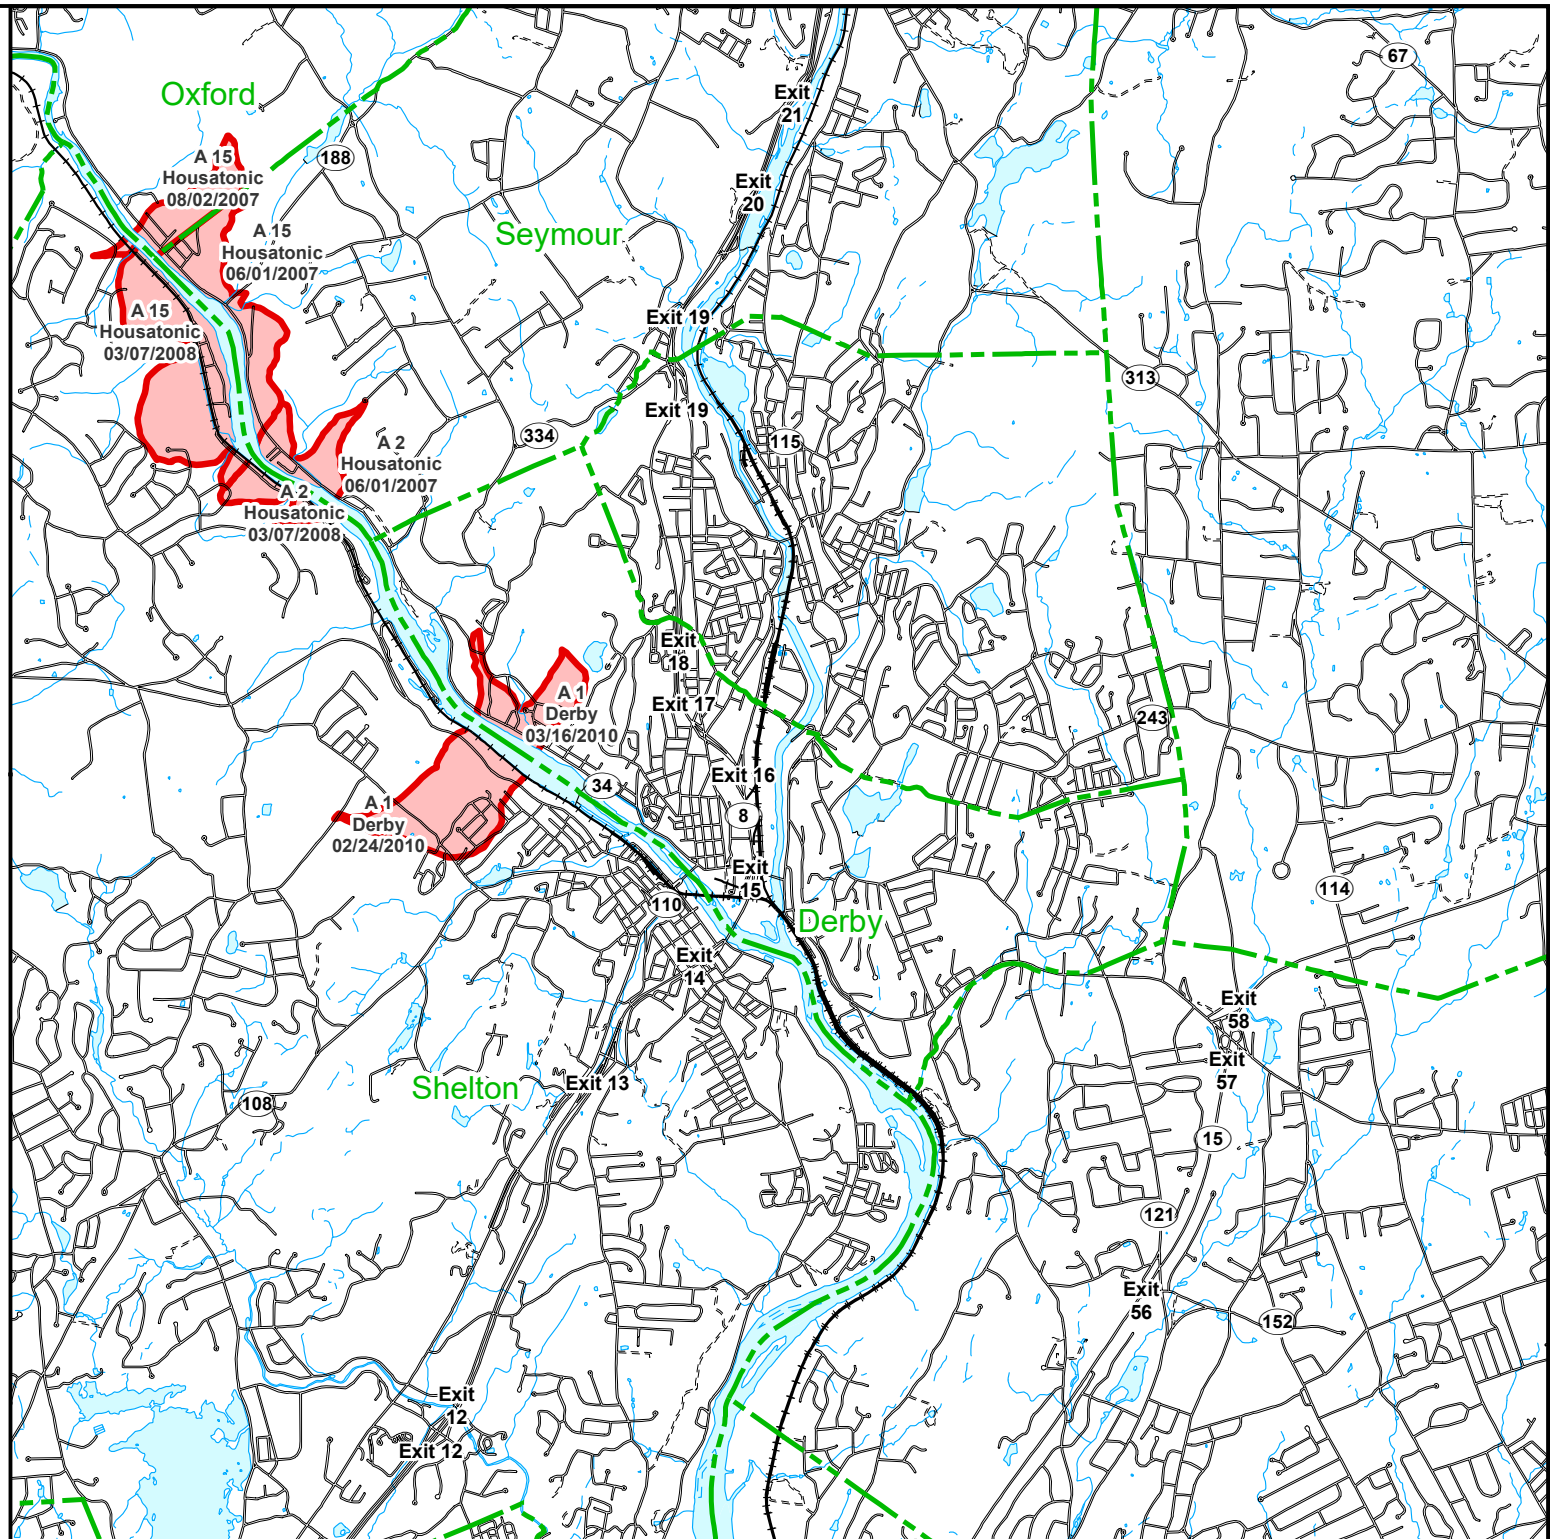 67
Exit
21
Oxford
A 15
Housatonic
08/02/2007
188
Exit
20
Seymour
A 15
Housatonic
06/01/2007
A 15
Housatonic
03/07/2008
Exit 19
313
Exit 19
334
115
A 2
Housatonic
06/01/2007
A 2
Housatonic
03/07/2008
Exit
18
Exit 17
A 1
Derby
03/16/2010
243
Exit 16
34
8
A 1
Derby
02/24/2010
Exit
15
114
110
Derby
Exit
14
Exit
58
Exit
57
Shelton
Exit 13
108
15
121
Exit
56
152
Exit
12
Exit 12